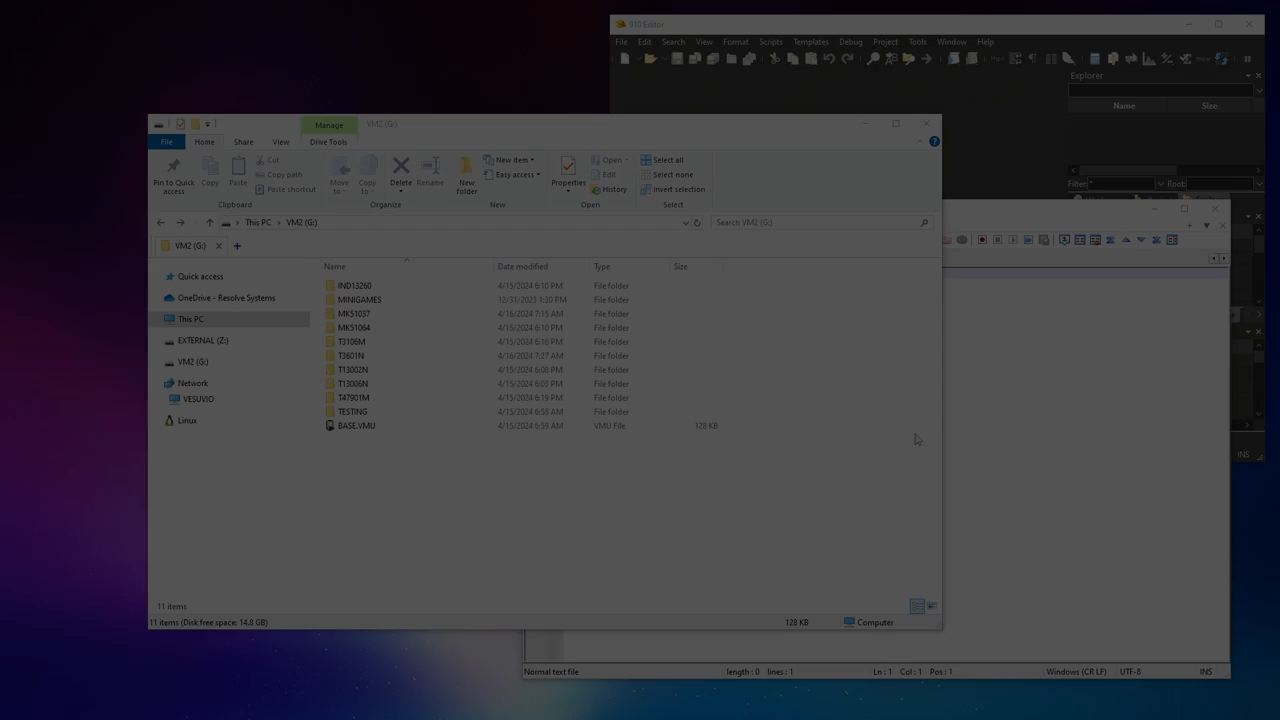 010 Editor
File Edit Search View Format Scripts Templates Debug Project Tools Window Help
Explorer
Name Size
Filter: * Root:
Manage VM2 (G:)
File Home Share View Drive Tools
Pin to Quick access
Copy
Paste
Cut
Copy path
Paste shortcut
Clipboard
Move to
Copy to
Delete
Rename
Organize
New folder
New item
Easy access
New
Properties
Open
Edit
History
Open
Select all
Select none
Invert selection
Select
This PC VM2 (G:)
Search VM2 (G:)
VM2 (G:)
Quick access
OneDrive - Resolve Systems
This PC
EXTERNAL (Z:)
VM2 (G:)
Network
VESUVIO
Linux
Name Date modified Type Size
IND13260 4/15/2024 6:10 PM File folder
MINIGAMES 12/31/2023 1:30 PM File folder
MK51037 4/16/2024 7:15 AM File folder
MK51064 4/15/2024 6:10 PM File folder
T3106M 4/15/2024 6:16 PM File folder
T3601N 4/16/2024 7:27 AM File folder
T13002N 4/15/2024 6:08 PM File folder
T13006N 4/15/2024 6:05 PM File folder
T47901M 4/15/2024 6:10 PM File folder
TESTING 4/15/2024 6:58 AM File folder
BASE.VMU 4/15/2024 6:39 AM VMU File 128 KB
11 items
11 items (Disk free space: 14.8 GB) 128 KB Computer
INS
Normal text file length : 0 lines : 1 Ln : 1 Col : 1 Pos : 1 Windows (CR LF) UTF-8 INS